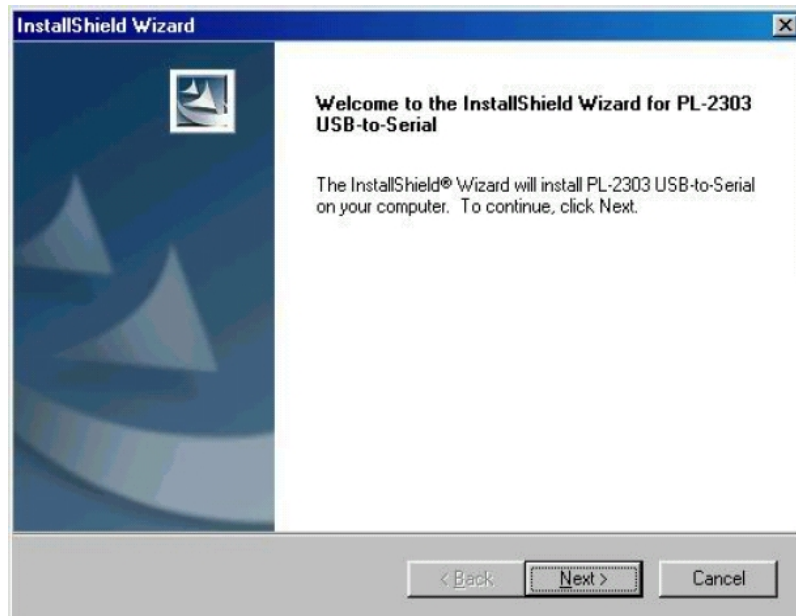 InstallShield Wizard
Welcome to the InstallShield Wizard for PL-2303
USB-to-Serial
The InstallShield® Wizard will install PL-2303 USB-to-Serial
on your computer.  To continue, click Next.
< Back
Next >
Cancel